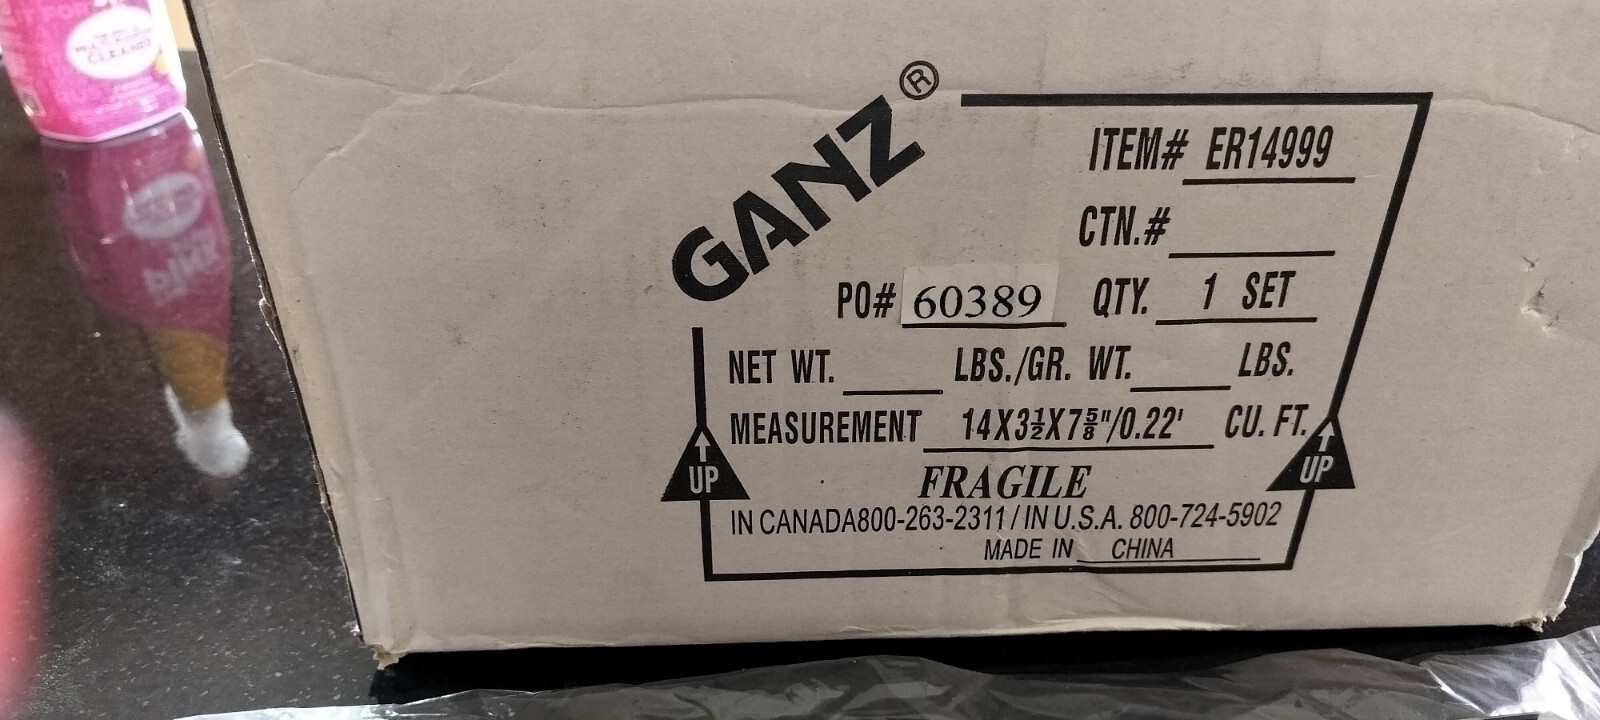 CLEANER
GANZ®
ITEM# ER14999
CTN.#
PO# 60389 QTY. 1 SET
NET WT. LBS./GR. WT. LBS.
MEASUREMENT 14X3½X7⅝"/0.22' CU. FT.
UP UP
FRAGILE
IN CANADA800-263-2311/IN U.S.A. 800-724-5902
MADE IN CHINA